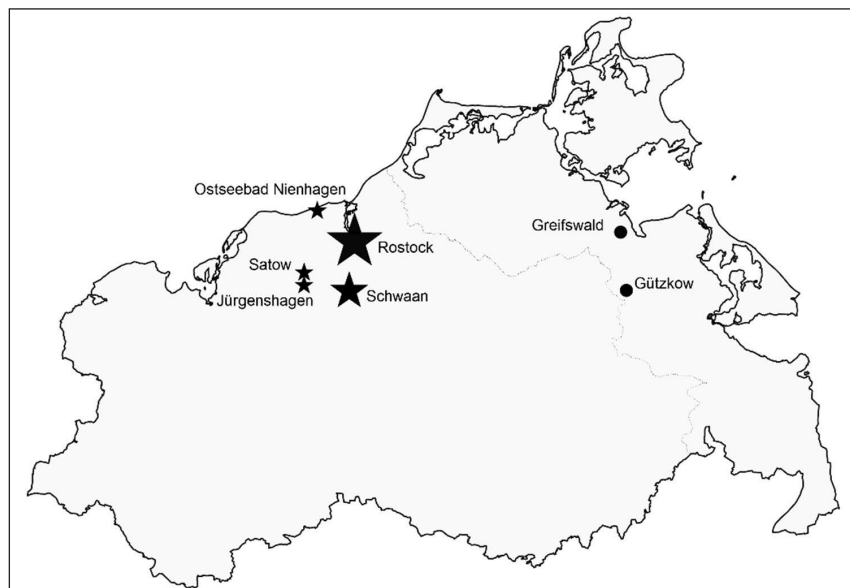 Ostseebad Nienhagen
Greifswald
Rostock
Satow
Gützkow
Jürgenshagen
Schwaan